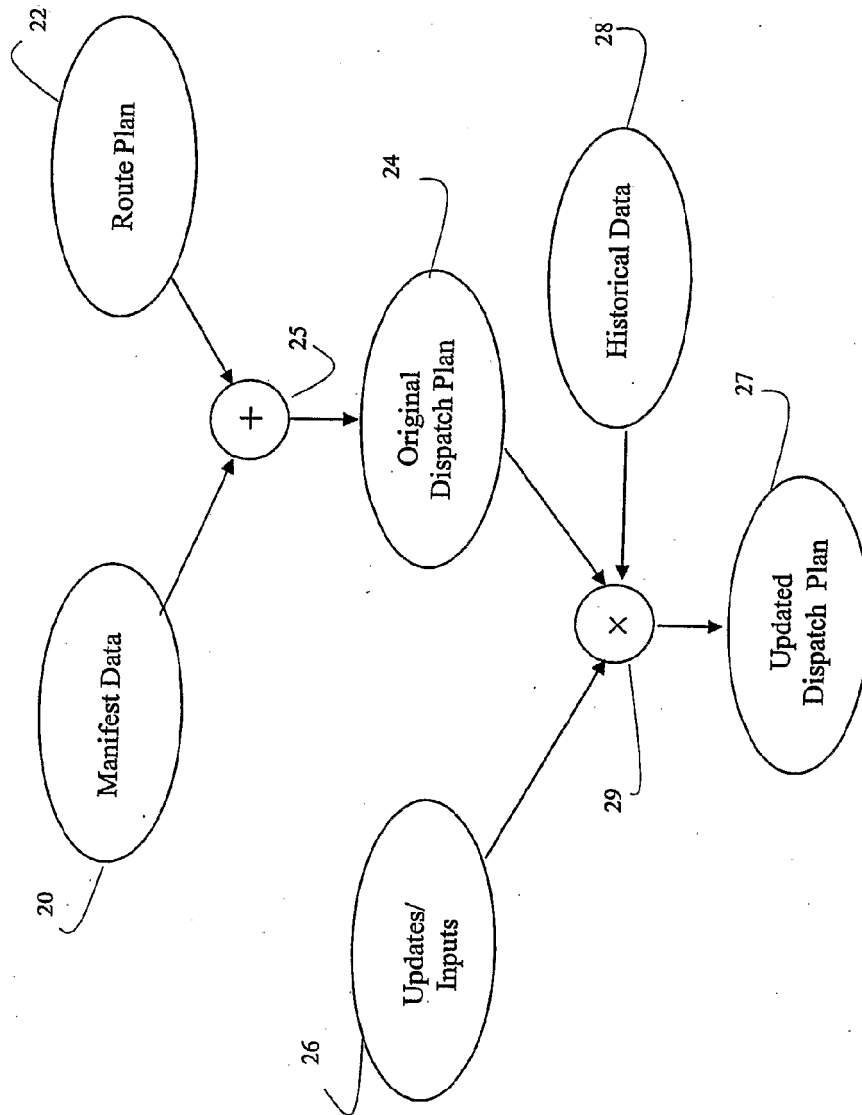 20
Manifest Data
22
Route Plan
+
25
24
Original
Dispatch Plan
26
Updates/
Inputs
28
Historical Data
×
29
27
Updated
Dispatch Plan